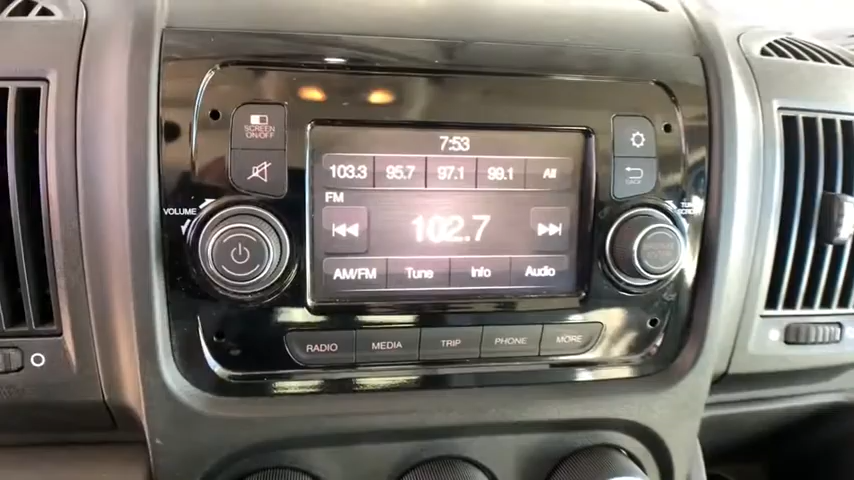 SCREEN
ON/OFF
7:53
103.3 95.7 97.1 99.1 All
BACK
FM
VOLUME
102.7
AM/FM Tune Info Audio
RADIO MEDIA TRIP PHONE MORE